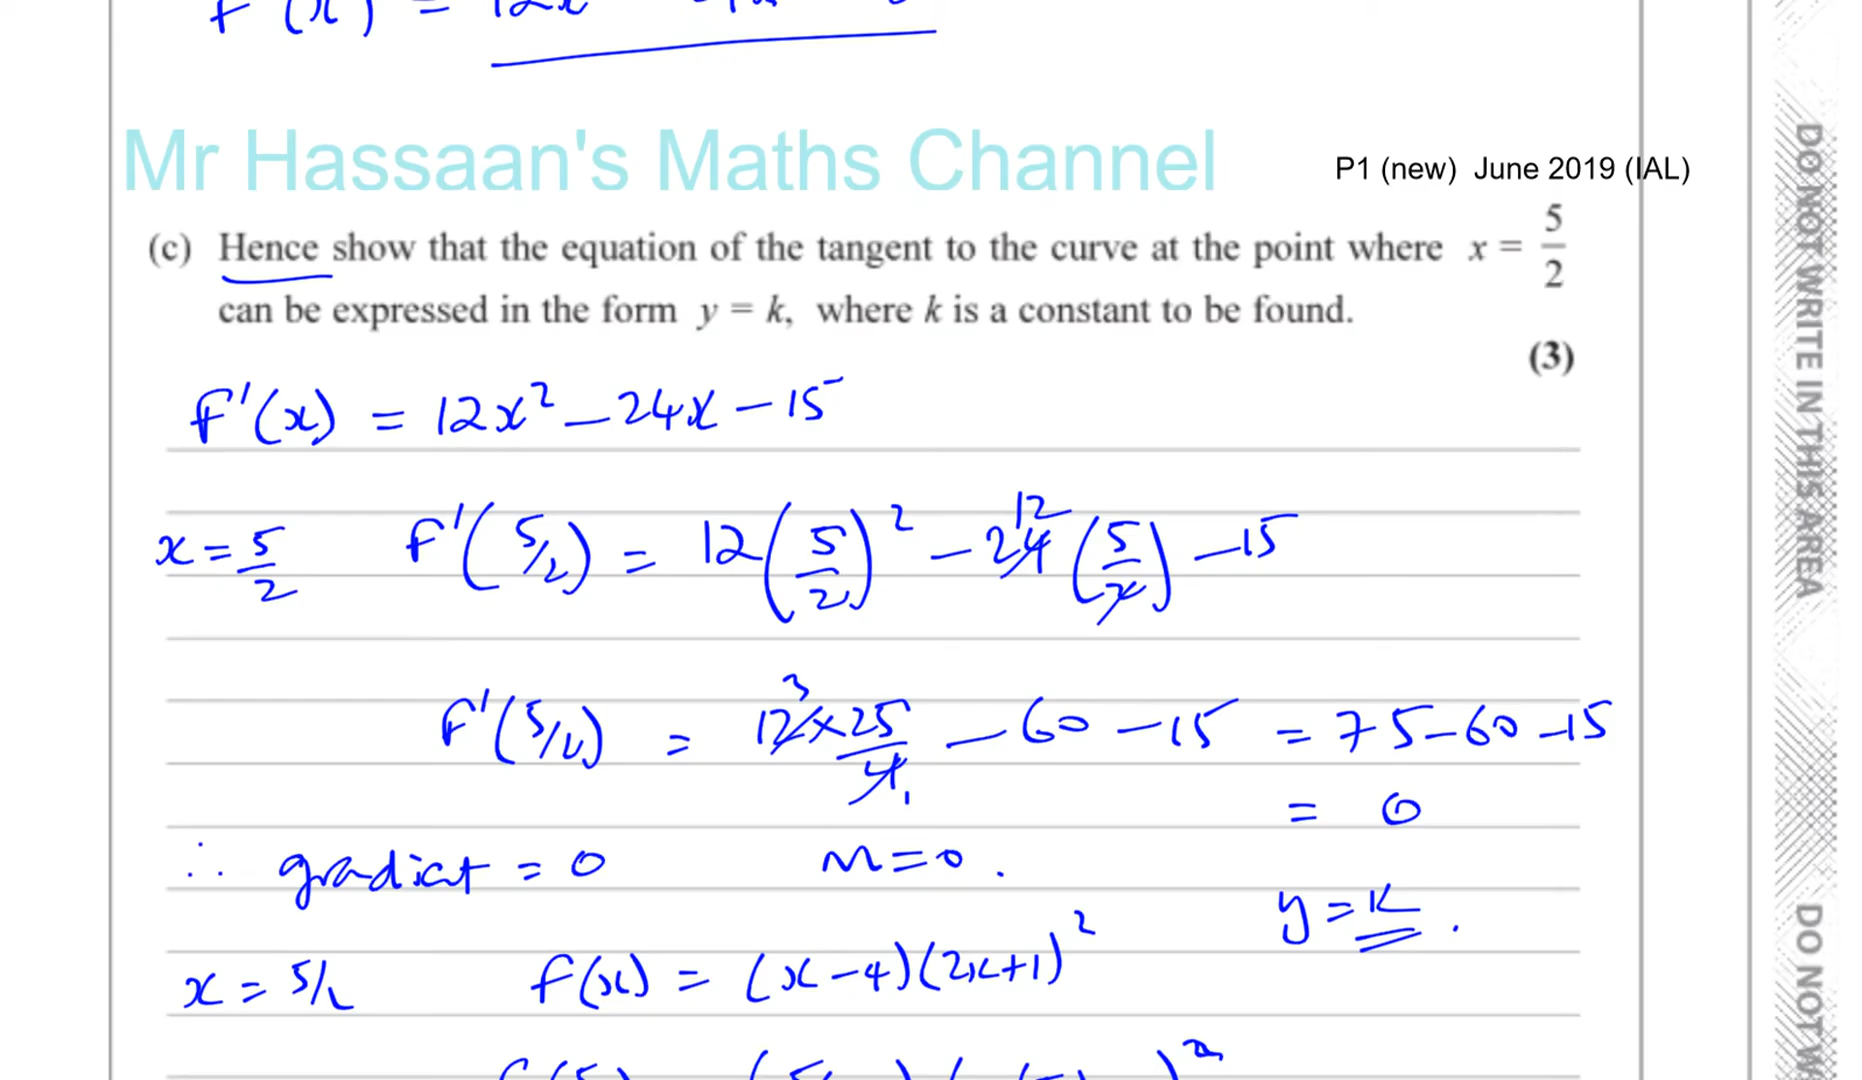 Mr Hassaan's Maths Channel
P1 (new) June 2019 (IAL)
(c) Hence show that the equation of the tangent to the curve at the point where x = 5/2
can be expressed in the form y = k, where k is a constant to be found.
(3)
f'(x) = 12x² – 24x – 15
x = 5/2 f'(5/2) = 12(5/2)² – 24 12 (5/2) – 15
f'(5/2) = 12 3 × 25/4 1 – 60 – 15 = 75 – 60 – 15
= 0
∴ gradient = 0 m = 0.
y = k.
x = 5/2 f(x) = (x – 4)(2x + 1)²
DO NOT WRITE IN THIS AREA
DO NOT W